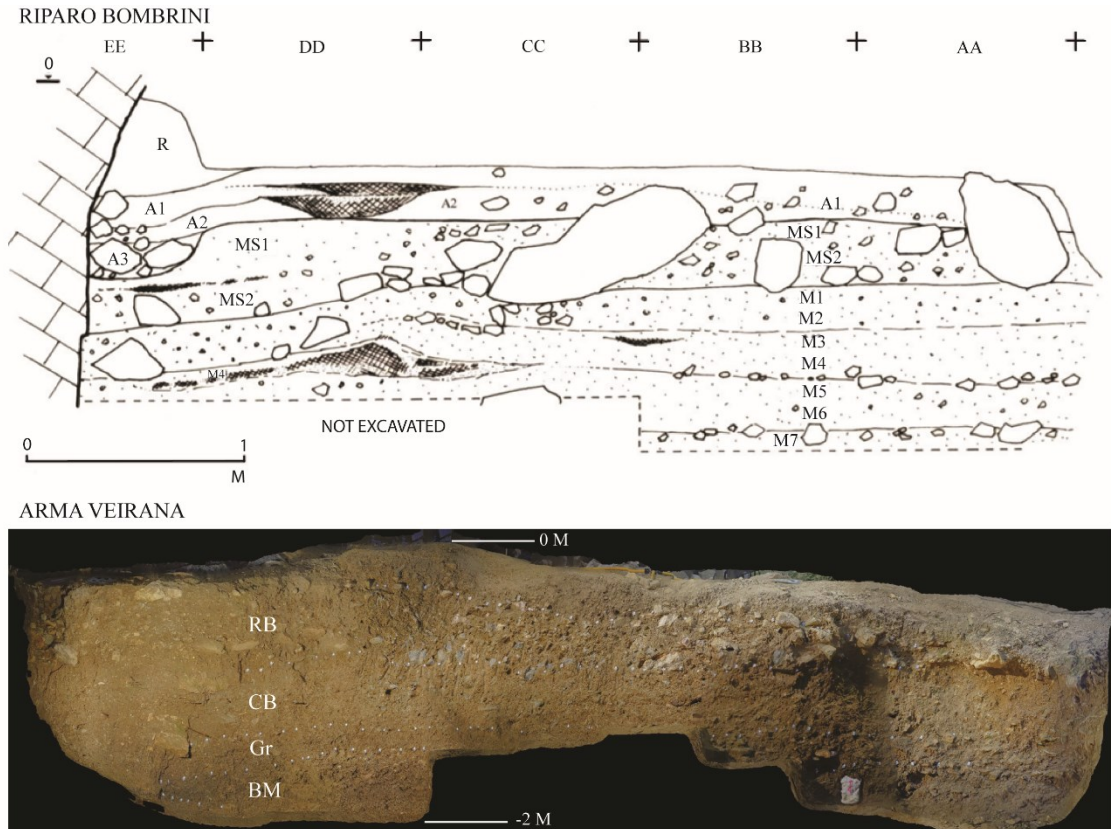 RIPARO BOMBRINI
EE + DD + CC + BB + AA +
0
R
A1
A2
A2
A1
A3
MS1
MS1
MS2
MS2
M1
M2
M3
M4
M4
M5
M6
M7
NOT EXCAVATED
0 1
M
ARMA VEIRANA
0 M
RB
CB
Gr
BM
-2 M